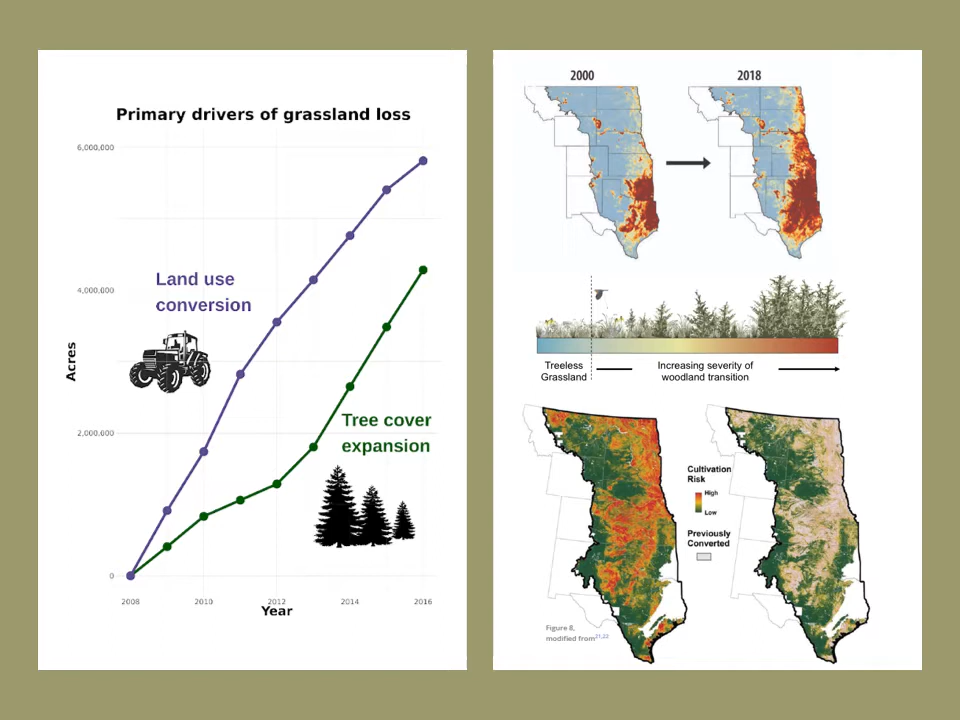 Primary drivers of grassland loss
6,000,000
4,000,000
2,000,000
0
Acres
Land use
conversion
Tree cover
expansion
2008
2010
2012
2014
2016
Year
2000
2018
Treeless
Grassland
Increasing severity of
woodland transition
Cultivation
Risk
High
Low
Previously
Converted
Figure 8,
modified from21,22